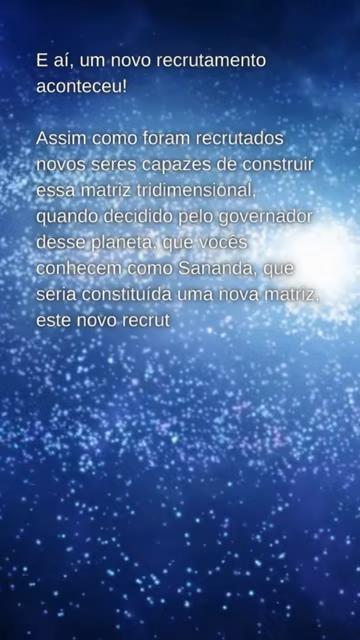 E aí, um novo recrutamento
aconteceu!
Assim como foram recrutados
novos seres capazes de construir
essa matriz tridimensional,
quando decidido pelo governador
desse planeta, que vocês
conhecem como Sananda, que
seria constituída uma nova matriz,
este novo recrut